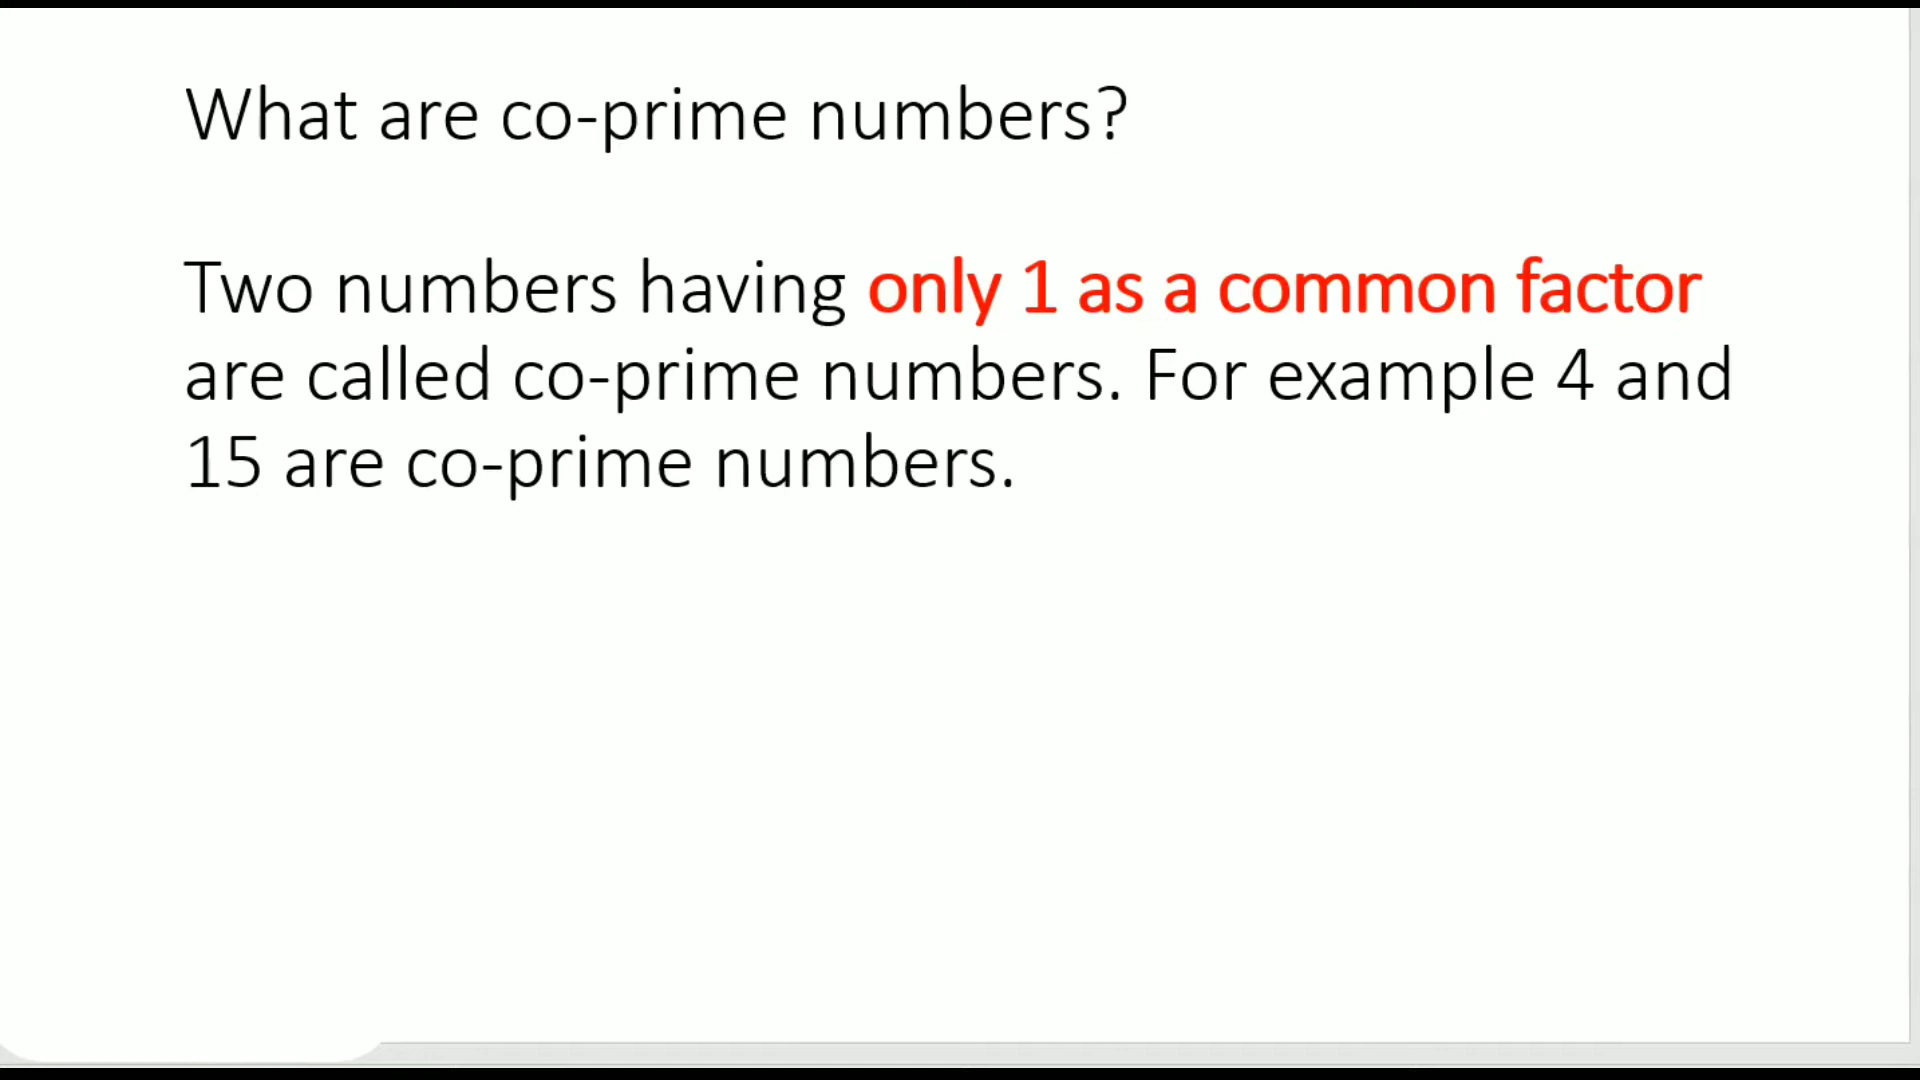 What are co-prime numbers?
Two numbers having only 1 as a common factor
are called co-prime numbers. For example 4 and
15 are co-prime numbers.